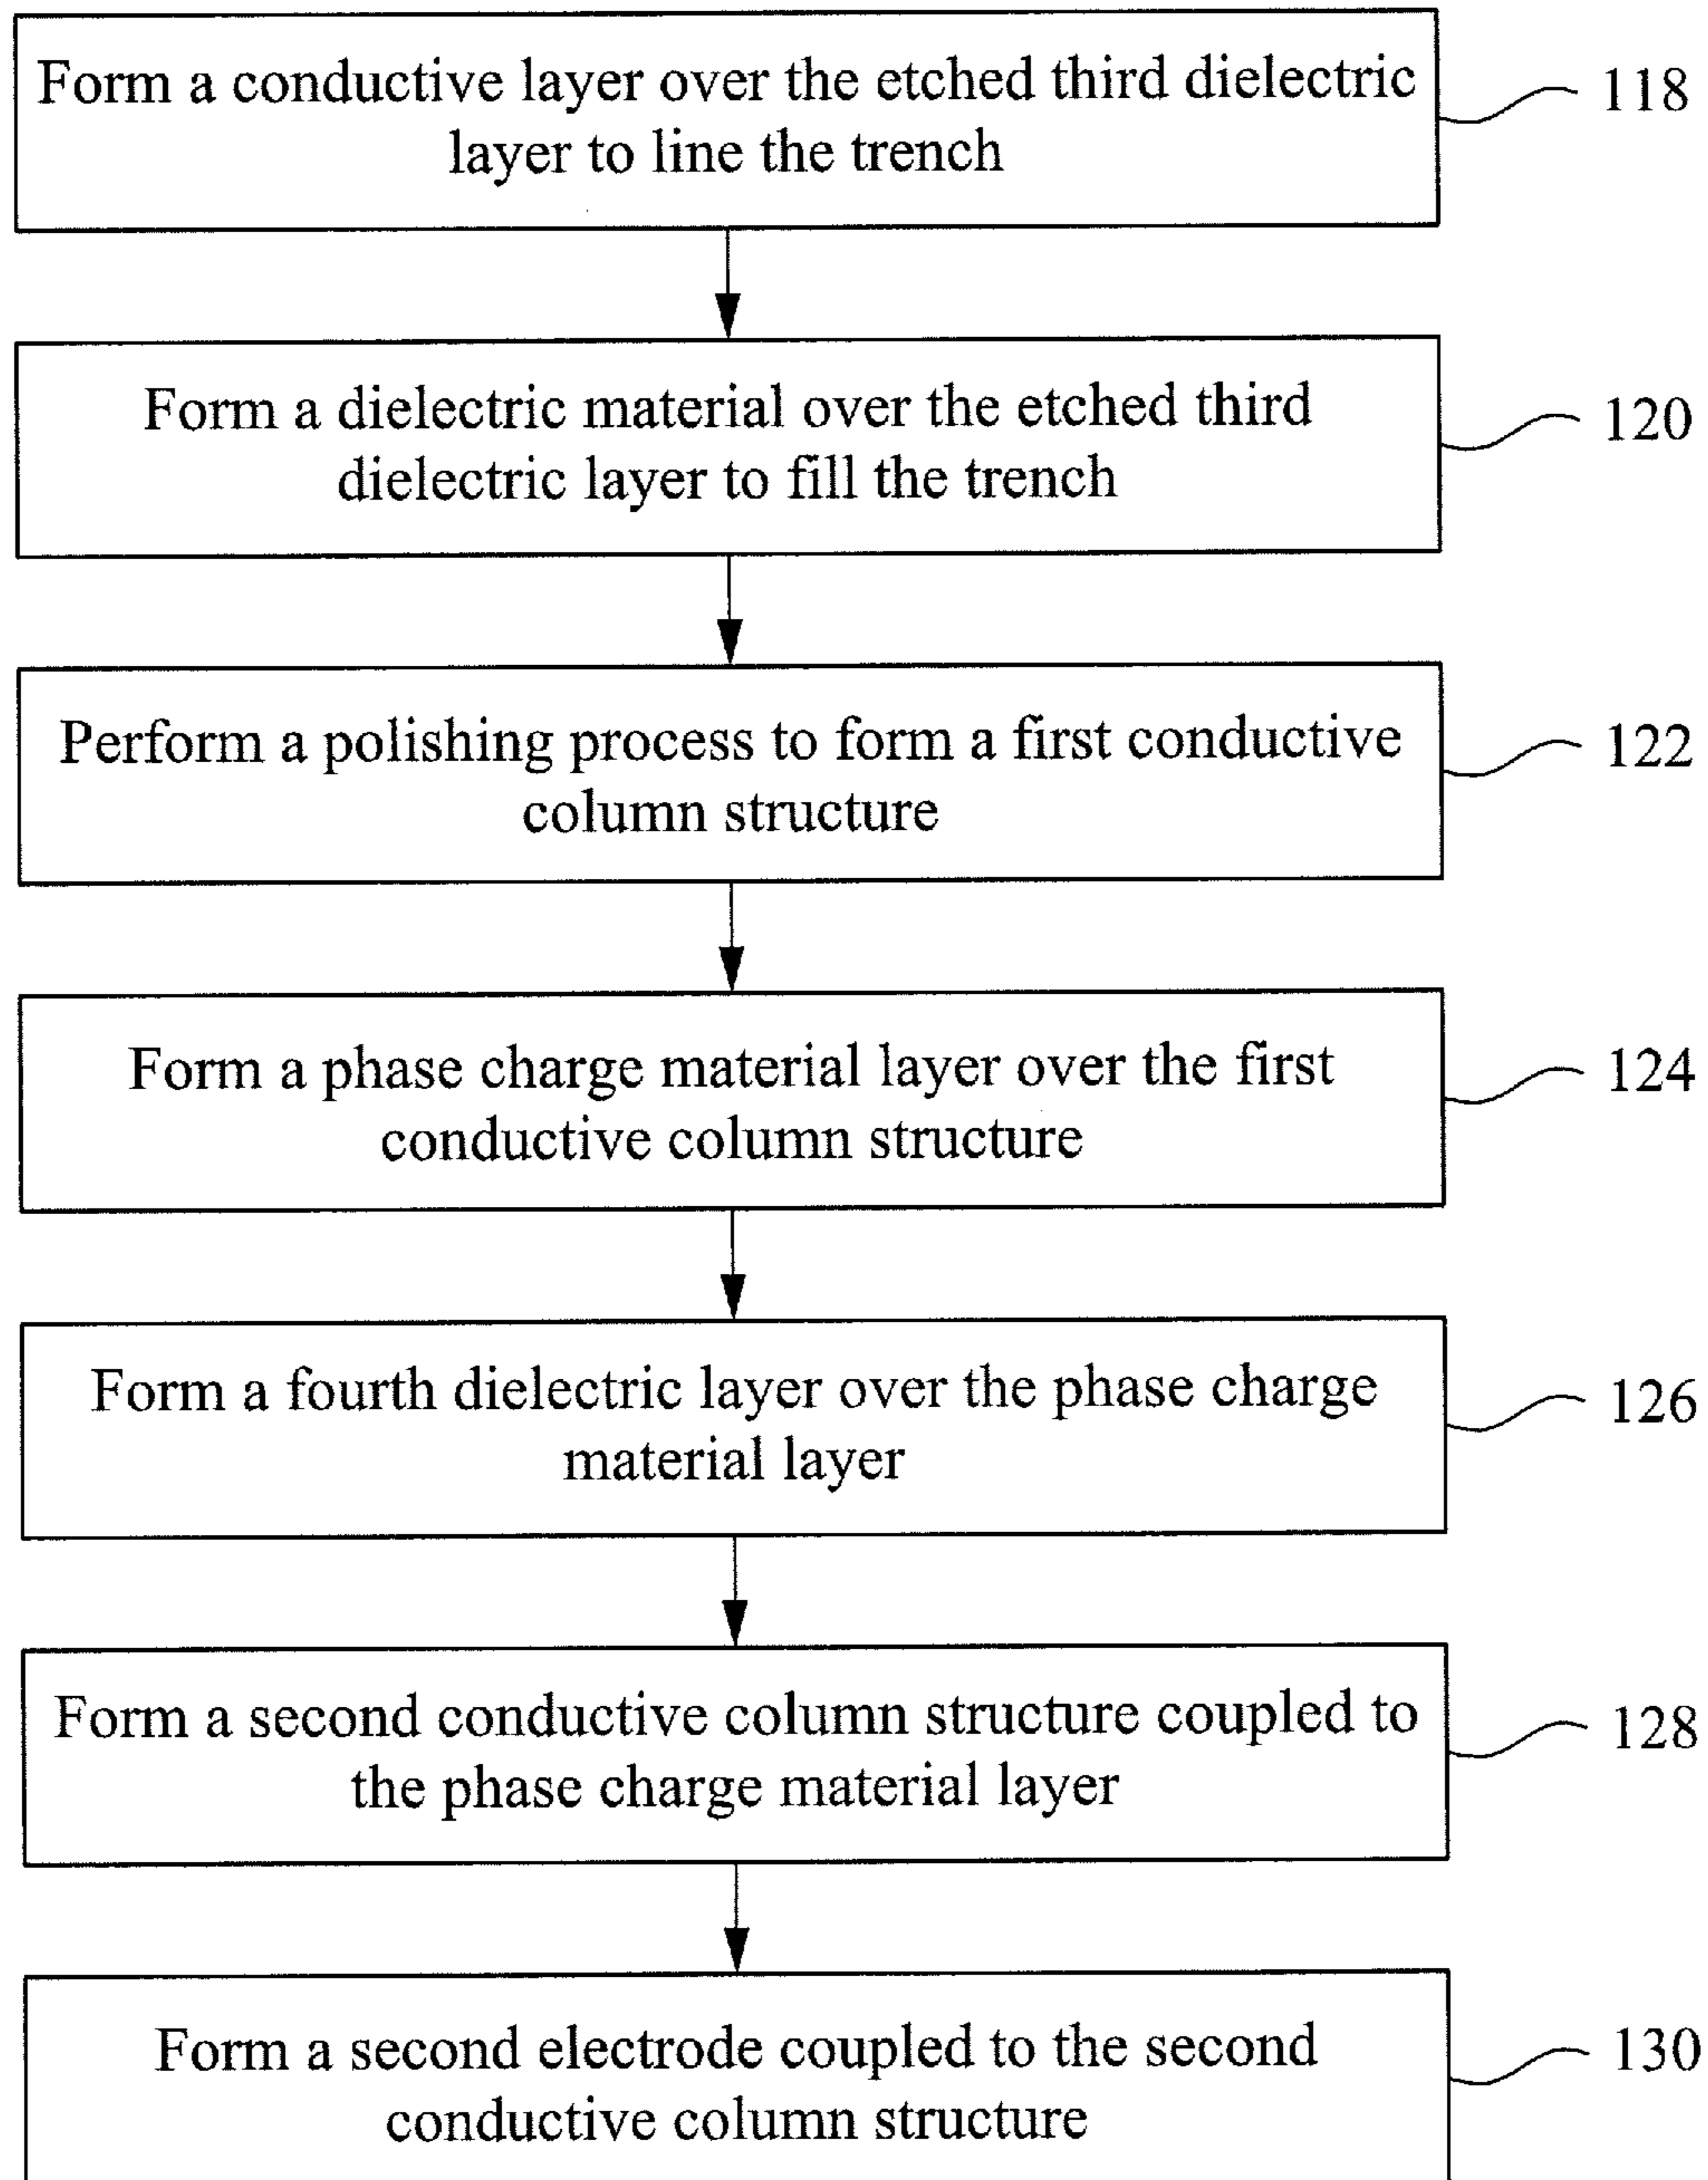 Form a conductive layer over the etched third dielectric
layer to line the trench
118
Form a dielectric material over the etched third
dielectric layer to fill the trench
120
Perform a polishing process to form a first conductive
column structure
122
Form a phase charge material layer over the first
conductive column structure
124
Form a fourth dielectric layer over the phase charge
material layer
126
Form a second conductive column structure coupled to
the phase charge material layer
128
Form a second electrode coupled to the second
conductive column structure
130